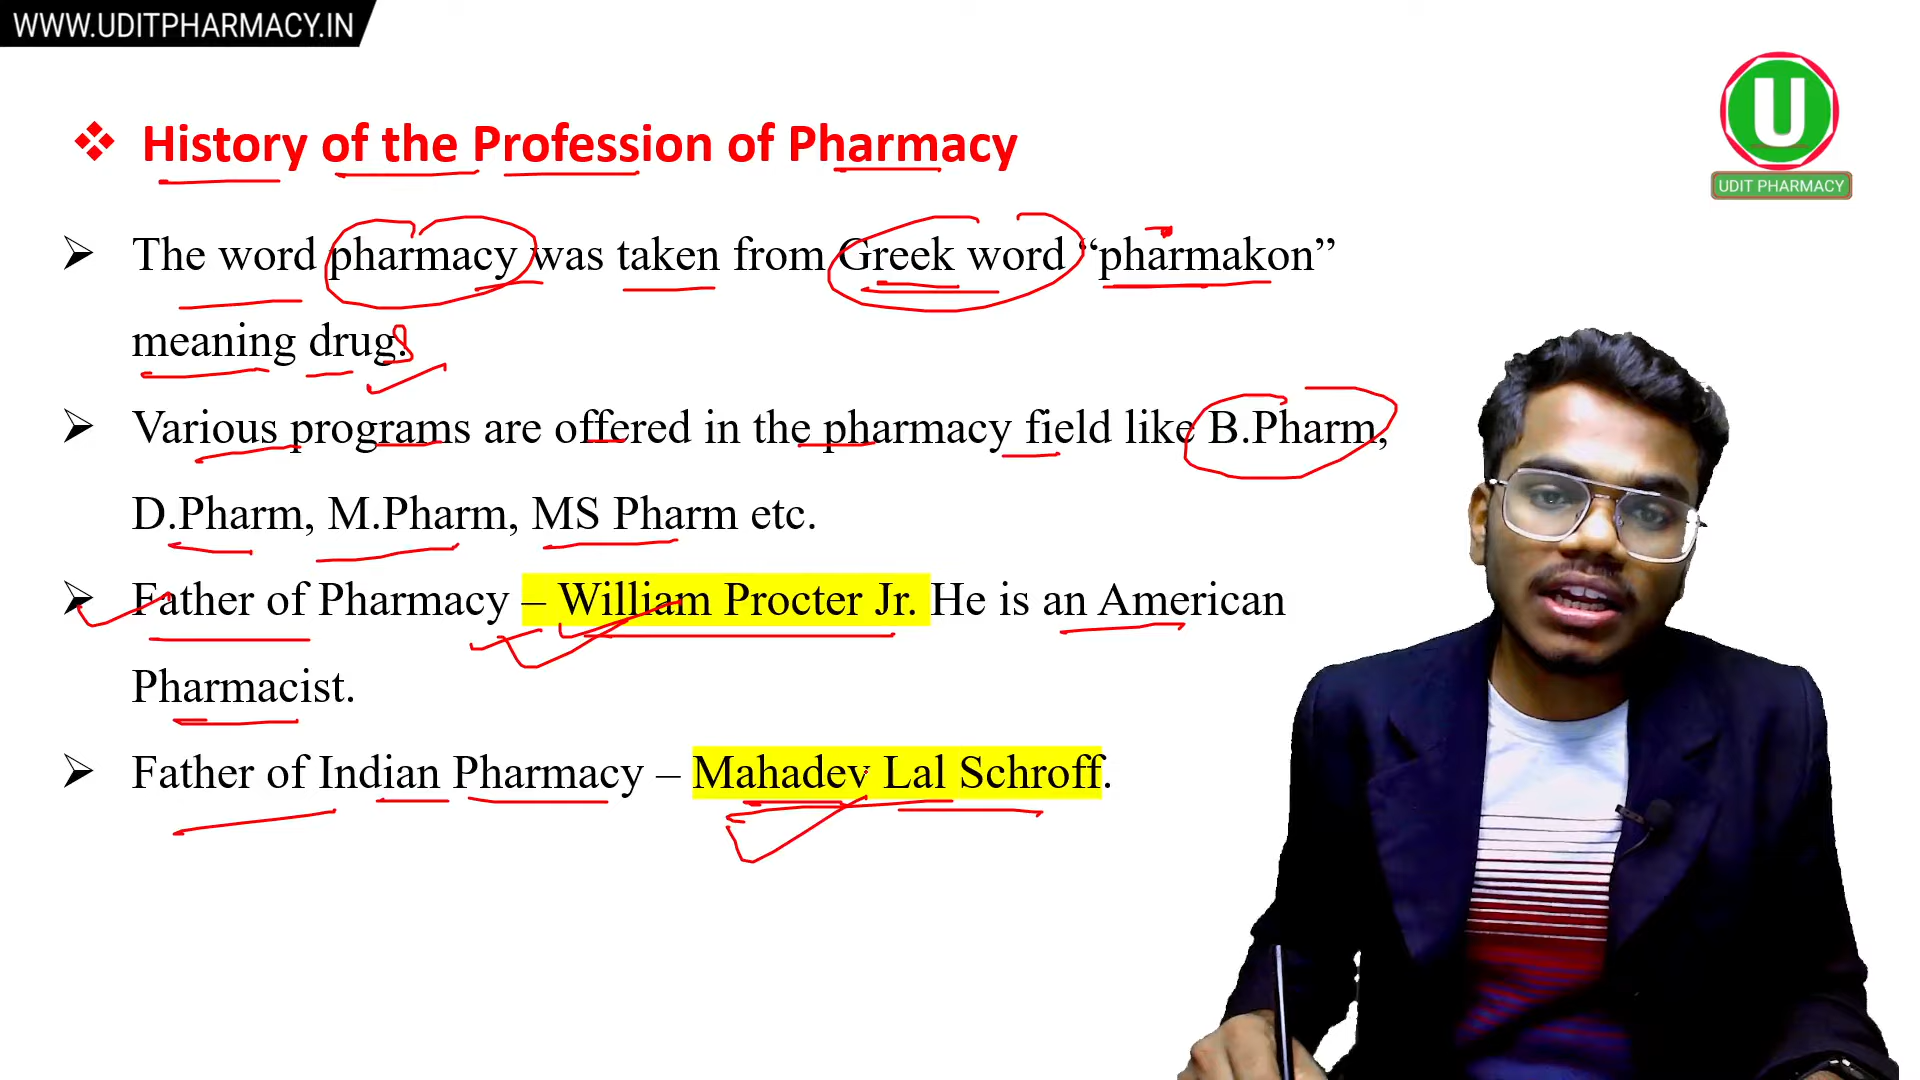 WWW.UDITPHARMACY.IN
U
UDIT PHARMACY
❖ History of the Profession of Pharmacy
➢ The word pharmacy was taken from Greek word “pharmakon”
meaning drug.
➢ Various programs are offered in the pharmacy field like B.Pharm,
D.Pharm, M.Pharm, MS Pharm etc.
➢ Father of Pharmacy – William Procter Jr. He is an American
Pharmacist.
➢ Father of Indian Pharmacy – Mahadev Lal Schroff.